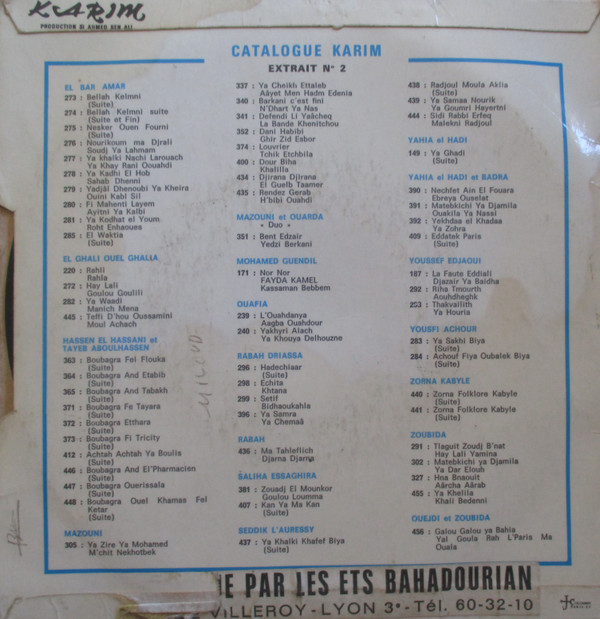 KARIM
PRODUCTION BI AHMED BEN ALI
CATALOGUE KARIM
EXTRAIT N° 2
EL BAR AMAR
273 : Bellah Kelmni
(Suite)
274 : Bellah Kelmni suite
(Suite et Fin)
275 : Nesker Ouen Fourni
(Suite)
276 : Nourikoum ma Djrali
Soudj Ya Lahmam
277 : Ya khalki Nachi Larouach
Ya Khay Rani Ooushdi
278 : Ya Kadhi El Hob
Sahab Dhenni
279 : Yadjâl Dhenoubi Ya Kheira
Ouini Kabl Sil
280 : Fi Mahenti Layem
Ayitni Ya Kalbi
281 : Ya Kodhat el Youm
Roht Enhaoues
285 : El Waktia
(Suite)
EL GHALI OUEL GHALIA
220 : Rahli
Rahla
272 : Hay Lali
Goulou Goulili
282 : Ya Waadi
Manich Mena
445 : Teffi D'hou Oussamini
Moul Achach
HASSEN EL HASSANI et
TAYEB ABOULHASSEN
363 : Boubagra Fel Flouka
(Suite)
364 : Boubagra And Etabib
(Suite)
365 : Boubagra And Tabakh
(Suite)
371 : Boubagra Fe Tayara
(Suite)
372 : Boubagra Etthara
(Suite)
373 : Boubagra Fi Tricity
(Suite)
412 : Achtah Achtah Ya Boulis
(Suite)
446 : Boubagra And El'Pharmacien
(Suite)
447 : Boubagra Ouerissala
(Suite)
448 : Boubagra Ouel Khamas Fel
Ketar
(Suite)
MAZOUNI
305 : Ya Zire Ya Mohamed
M'chit Nekhotbek
337 : Ya Cheikh Ettaleb
Aâyet Men Hadm Edenia
340 : Barkani c'est fini
N'Dhart Ya Nas
341 : Defendi Li Yaâcheq
La Bande Khenitchou
352 : Dani Habibi
Ghir Zid Esbor
374 : Louvrier
Tchik Etchbila
400 : Dour Biha
Khalilla
434 : Djirana Djirana
El Guelb Taamer
435 : Rendez Gerab
H'bibi Ouahdi
MAZOUNI et OUARDA
« Duo »
351 : Bent Edzair
Yedzi Berkani
MOHAMED GUENDIL
171 : Nor Nor
FAYDA KAMEL
Kassaman Bebbem
OUAFIA
239 : L'Ouahdanya
Aagba Ouahdour
240 : Yakhyri Alach
Ya Khouya Delhouzne
RABAH DRIASSA
296 : Hadechlaar
(Suite)
298 : Echita
Khtana
299 : Setif
Bidhaoukahla
396 : Ya Samra
Ya Chemaâ
RABAH
436 : Ma Tahleflich
Djarna Djarna
SALIHA ESSAGHIRA
381 : Zouadj El Mounkor
Goulou Loumma
407 : Kan Ya Ma Kan
(Suite)
SEDDIK L'AURESSY
437 : Ya Khalki Khafef Biya
(Suite)
438 : Radjoul Moula Aklia
(Suite)
439 : Ya Samaa Nourik
Ya Goumri Hayertni
444 : Sidi Rabbi Erfeq
Malekni Radjoul
YAHIA el HADI
149 : Ya Ghadi
(Suite)
YAHIA el HADI et BADRA
390 : Nechfet Ain El Fouara
Ebreya Ouselat
391 : Matebkichi Ya Djamila
Ouakila Ya Nassi
392 : Yekhdaa el Khadaa
Ya Zohra
409 : Eddatek Paris
(Suite)
YOUSSEF EDJAOUI
187 : La Faute Eddiali
Djazair Ya Baidha
292 : Riha Tmourth
Aouhdheghk
293 : Thakvailith
Ya Houria
YOUSFI ACHOUR
283 : Ya Sakhi Biya
(Suite)
284 : Achouf Fiya Oubalek Biya
(Suite)
ZORNA KABYLE
440 : Zorna Folklore Kabyle
(Suite)
441 : Zorna Folklore Kabyle
(Suite)
ZOUBIDA
291 : Tlaguit Zoudj B'nat
Hay Lali Yamina
302 : Matebkichi ya Djamila
Ya Dar Elouh
327 : Hna Bnaouit
Aârcha Aârab
455 : Ya Khelila
Khali Bedenni
OUEJDI et ZOUBIDA
456 : Galou Galou ya Bahia
Yal Goula Rah L'Paris Ma
Ouala
E PAR LES ETS BAHADOURIAN
VILLEROY - LYON 3e - Tél. 60-32-10